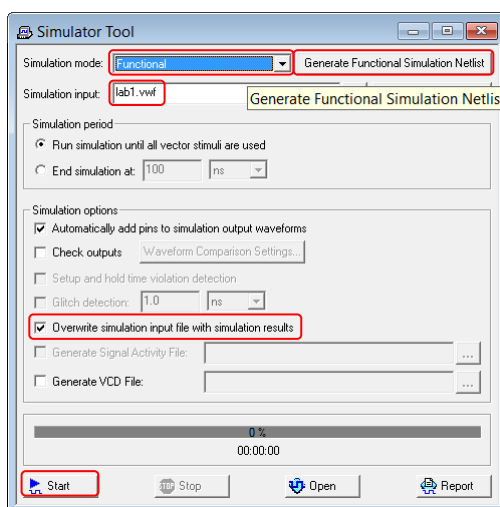 Simulator Tool
Simulation mode: Functional Generate Functional Simulation Netlist
Simulation input: lab1.vwf
Generate Functional Simulation Netlis
Simulation period
Run simulation until all vector stimuli are used
End simulation at: 100 ns
Simulation options
Automatically add pins to simulation output waveforms
Check outputs Waveform Comparison Settings...
Setup and hold time violation detection
Glitch detection: 1.0 ns
Overwrite simulation input file with simulation results
Generate Signal Activity File: ...
Generate VCD File: ...
0 %
00:00:00
Start STOP Stop Open Report